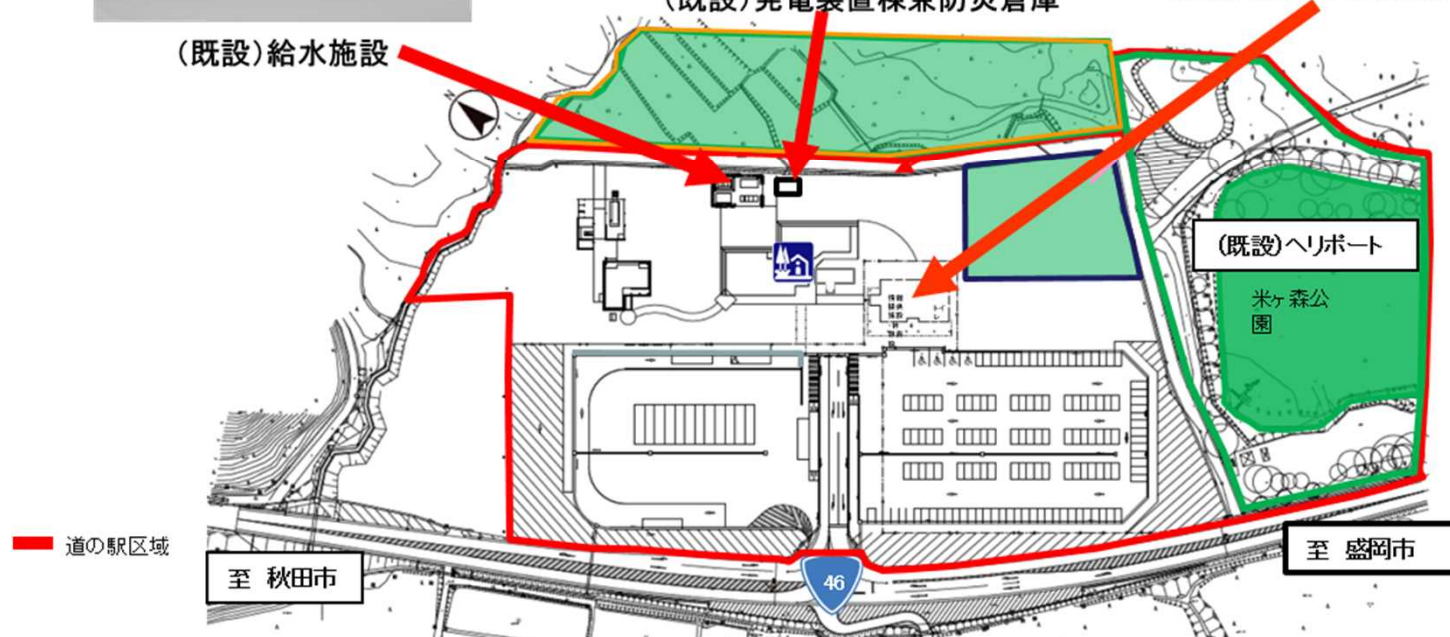 (既設)発電装置棟兼防災倉庫
(既設)給水施設
N
(既設)ヘリポート
米ヶ森公
園
道の駅区域
至 秋田市
46
至 盛岡市